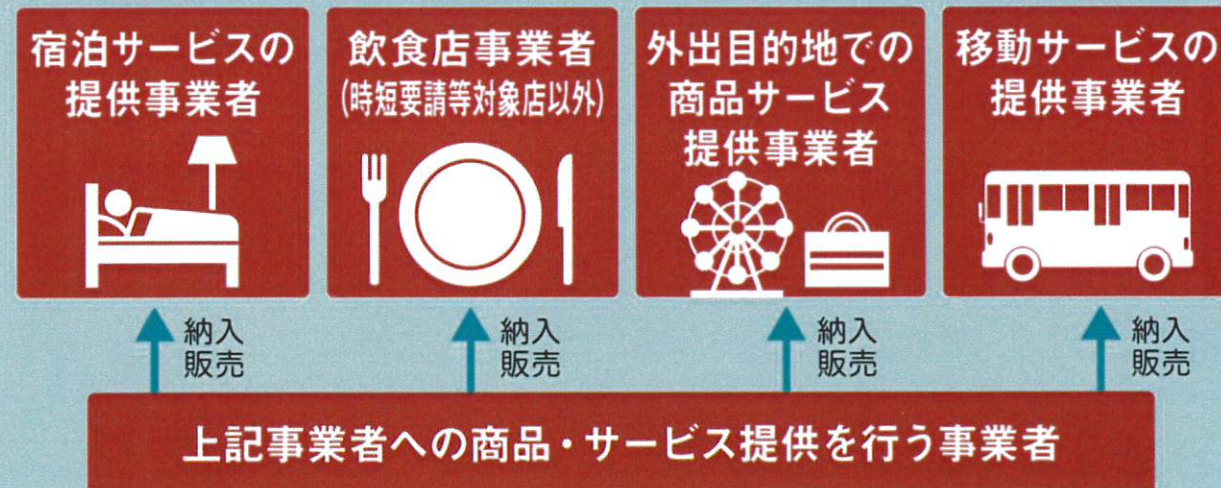 宿泊サービスの
提供事業者
飲食店事業者
(時短要請等対象店以外)
外出目的地での
商品サービス
提供事業者
移動サービスの
提供事業者
納入
販売
納入
販売
納入
販売
納入
販売
上記事業者への商品・サービス提供を行う事業者